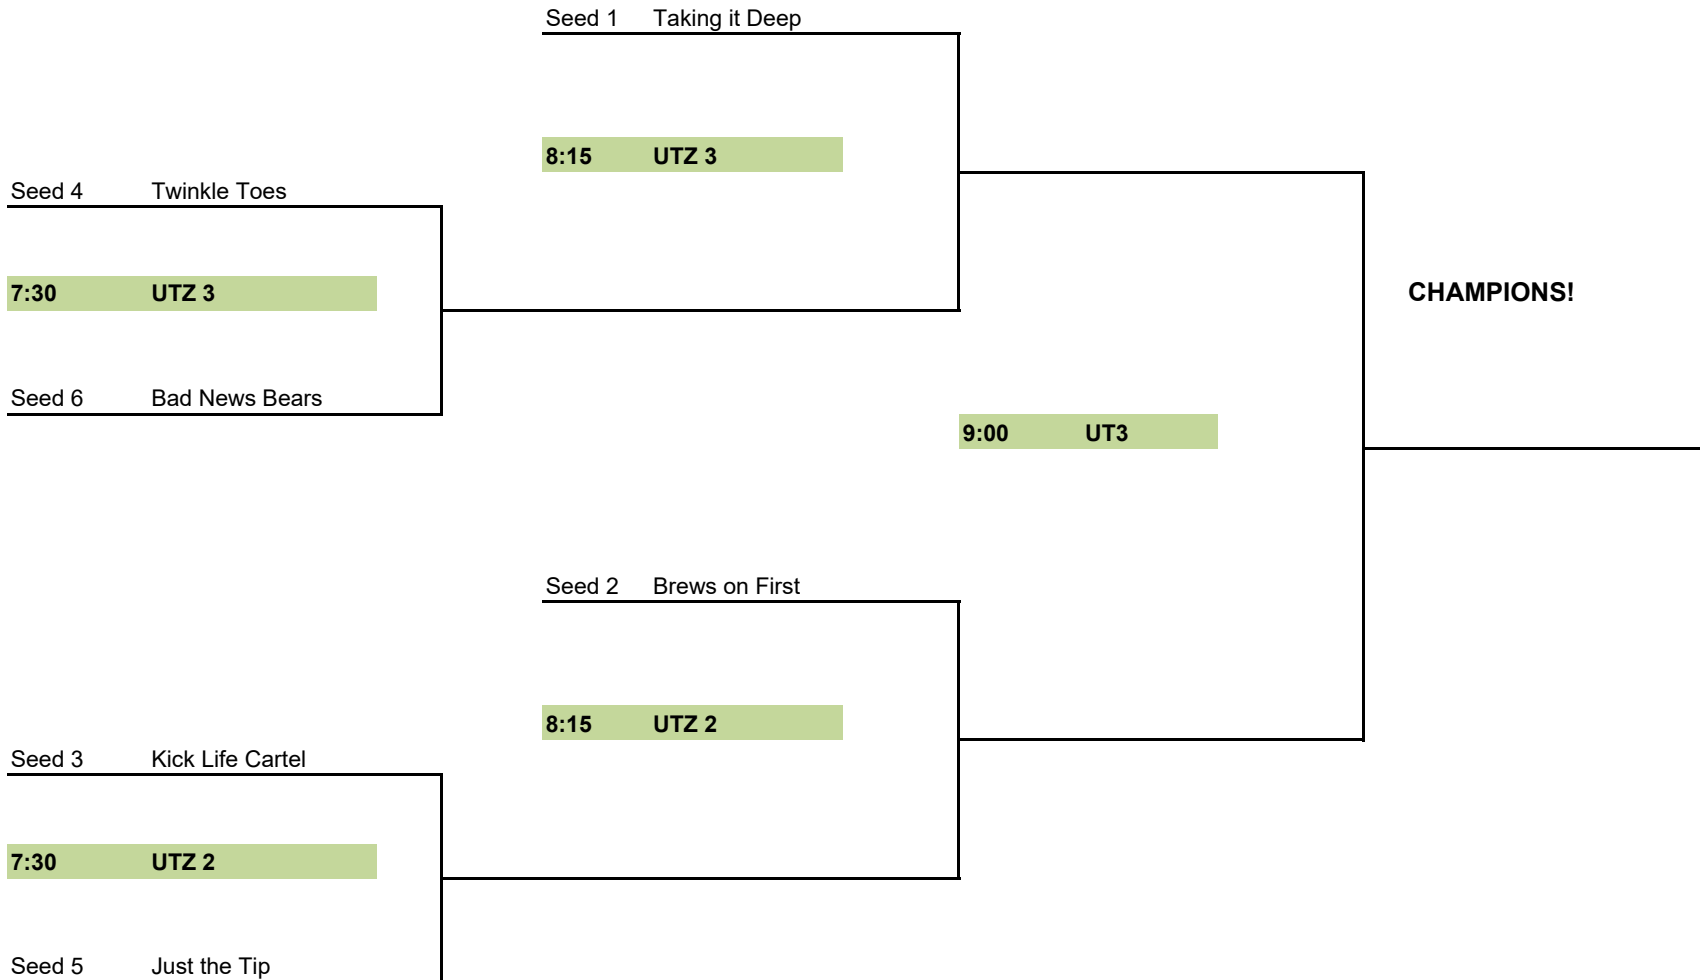 Seed 1 Taking it Deep
8:15 UTZ 3
Seed 4 Twinkle Toes
7:30 UTZ 3
CHAMPIONS!
Seed 6 Bad News Bears
9:00 UT3
Seed 2 Brews on First
8:15 UTZ 2
Seed 3 Kick Life Cartel
7:30 UTZ 2
Seed 5 Just the Tip